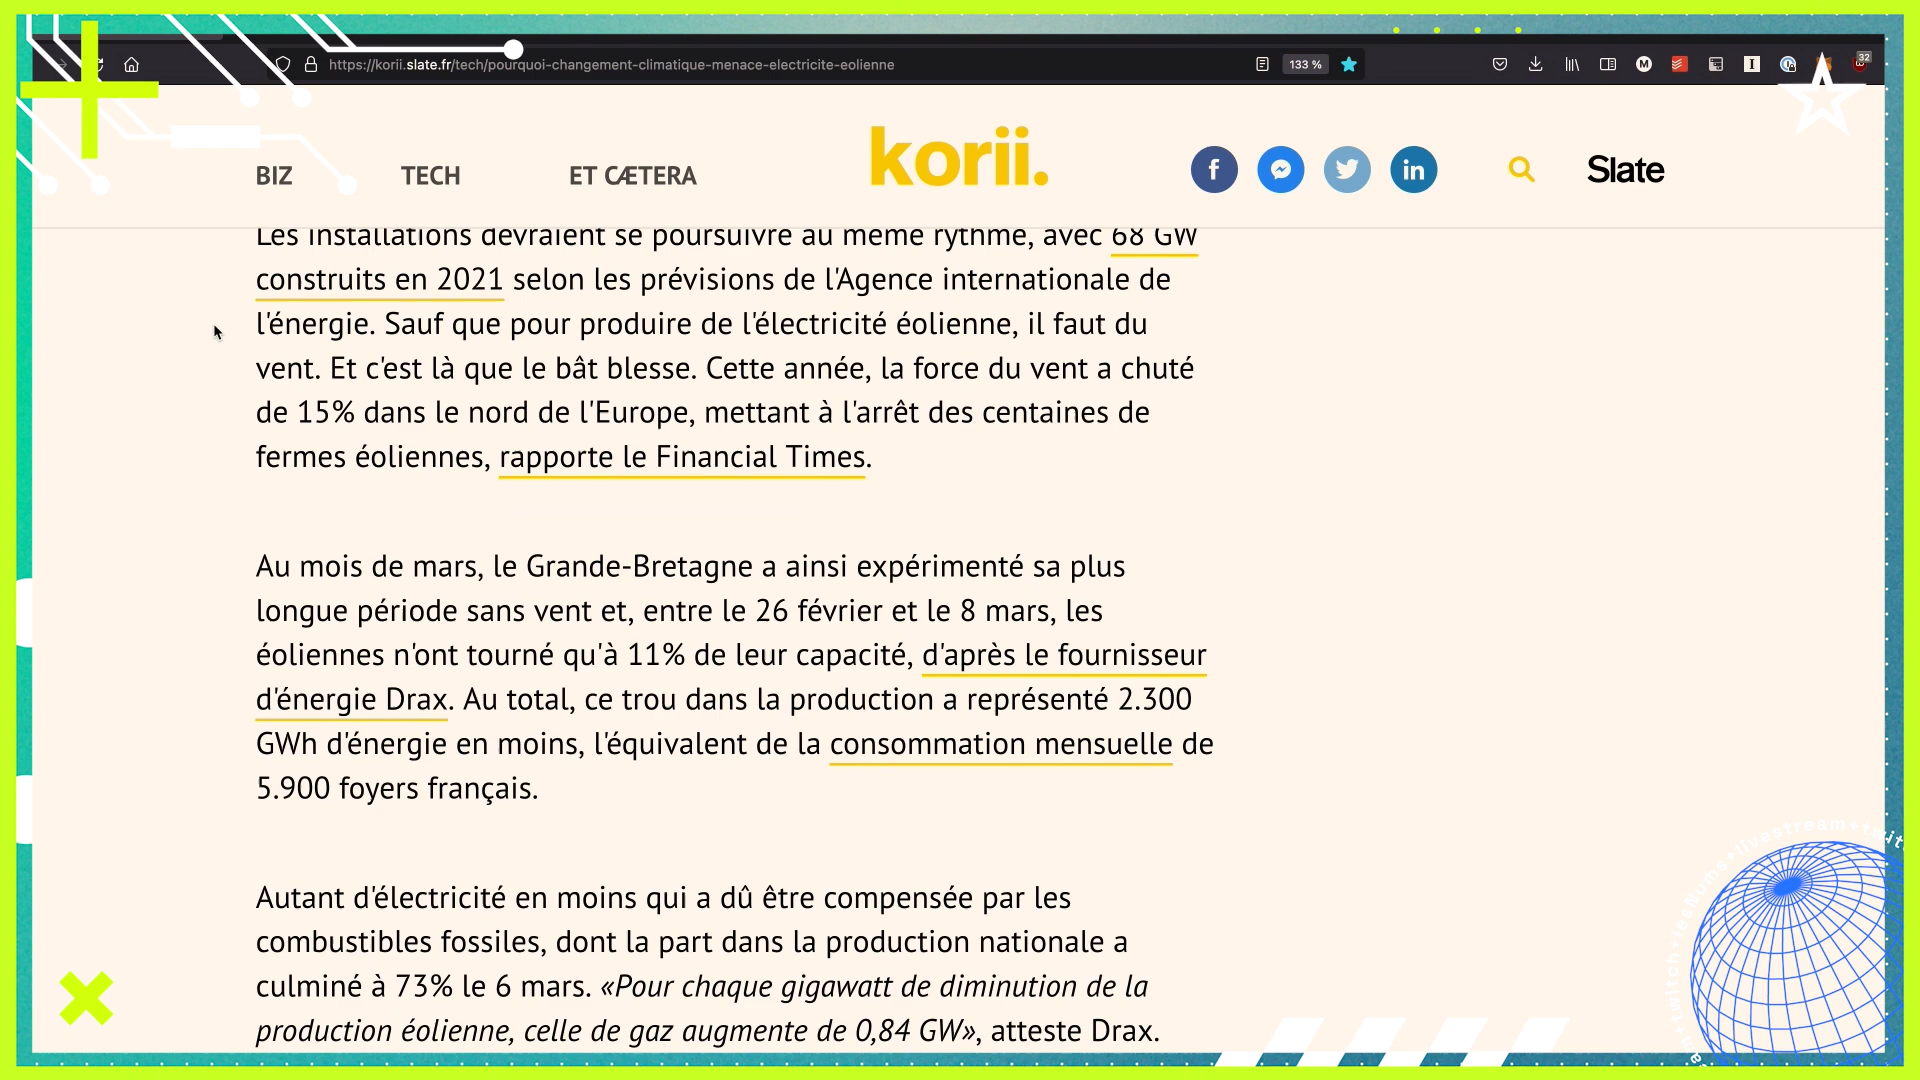 https://korii.slate.fr/tech/pourquoi-changement-climatique-menace-electricite-eolienne
133 %
32
BIZ
TECH
ET CÆTERA
korii.
Slate
Les installations devraient se poursuivre au même rythme, avec 68 GW
construits en 2021 selon les prévisions de l'Agence internationale de
l'énergie. Sauf que pour produire de l'électricité éolienne, il faut du
vent. Et c'est là que le bât blesse. Cette année, la force du vent a chuté
de 15% dans le nord de l'Europe, mettant à l'arrêt des centaines de
fermes éoliennes, rapporte le Financial Times.
Au mois de mars, le Grande-Bretagne a ainsi expérimenté sa plus
longue période sans vent et, entre le 26 février et le 8 mars, les
éoliennes n'ont tourné qu'à 11% de leur capacité, d'après le fournisseur
d'énergie Drax. Au total, ce trou dans la production a représenté 2.300
GWh d'énergie en moins, l'équivalent de la consommation mensuelle de
5.900 foyers français.
Autant d'électricité en moins qui a dû être compensée par les
combustibles fossiles, dont la part dans la production nationale a
culminé à 73% le 6 mars. «Pour chaque gigawatt de diminution de la
production éolienne, celle de gaz augmente de 0,84 GW», atteste Drax.